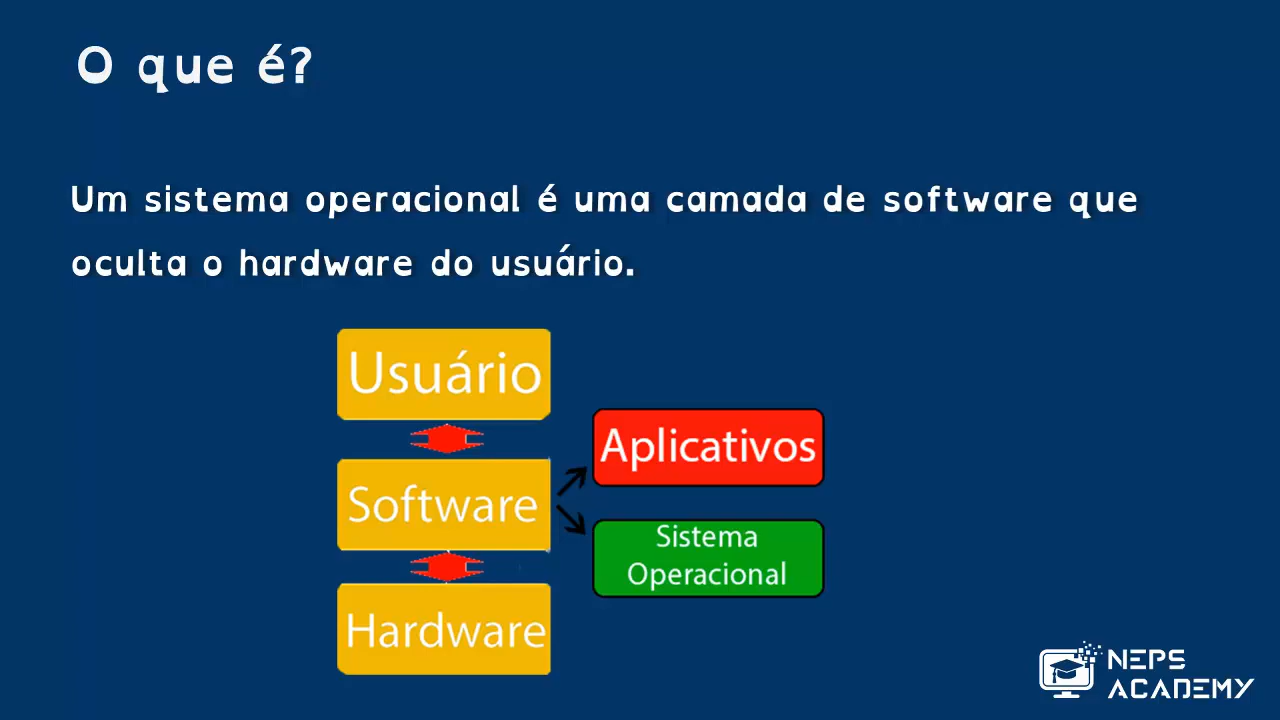 O que é?
Um sistema operacional é uma camada de software que
oculta o hardware do usuário.
Usuário
Aplicativos
Software
Sistema
Operacional
Hardware
NEPS
ACADEMY